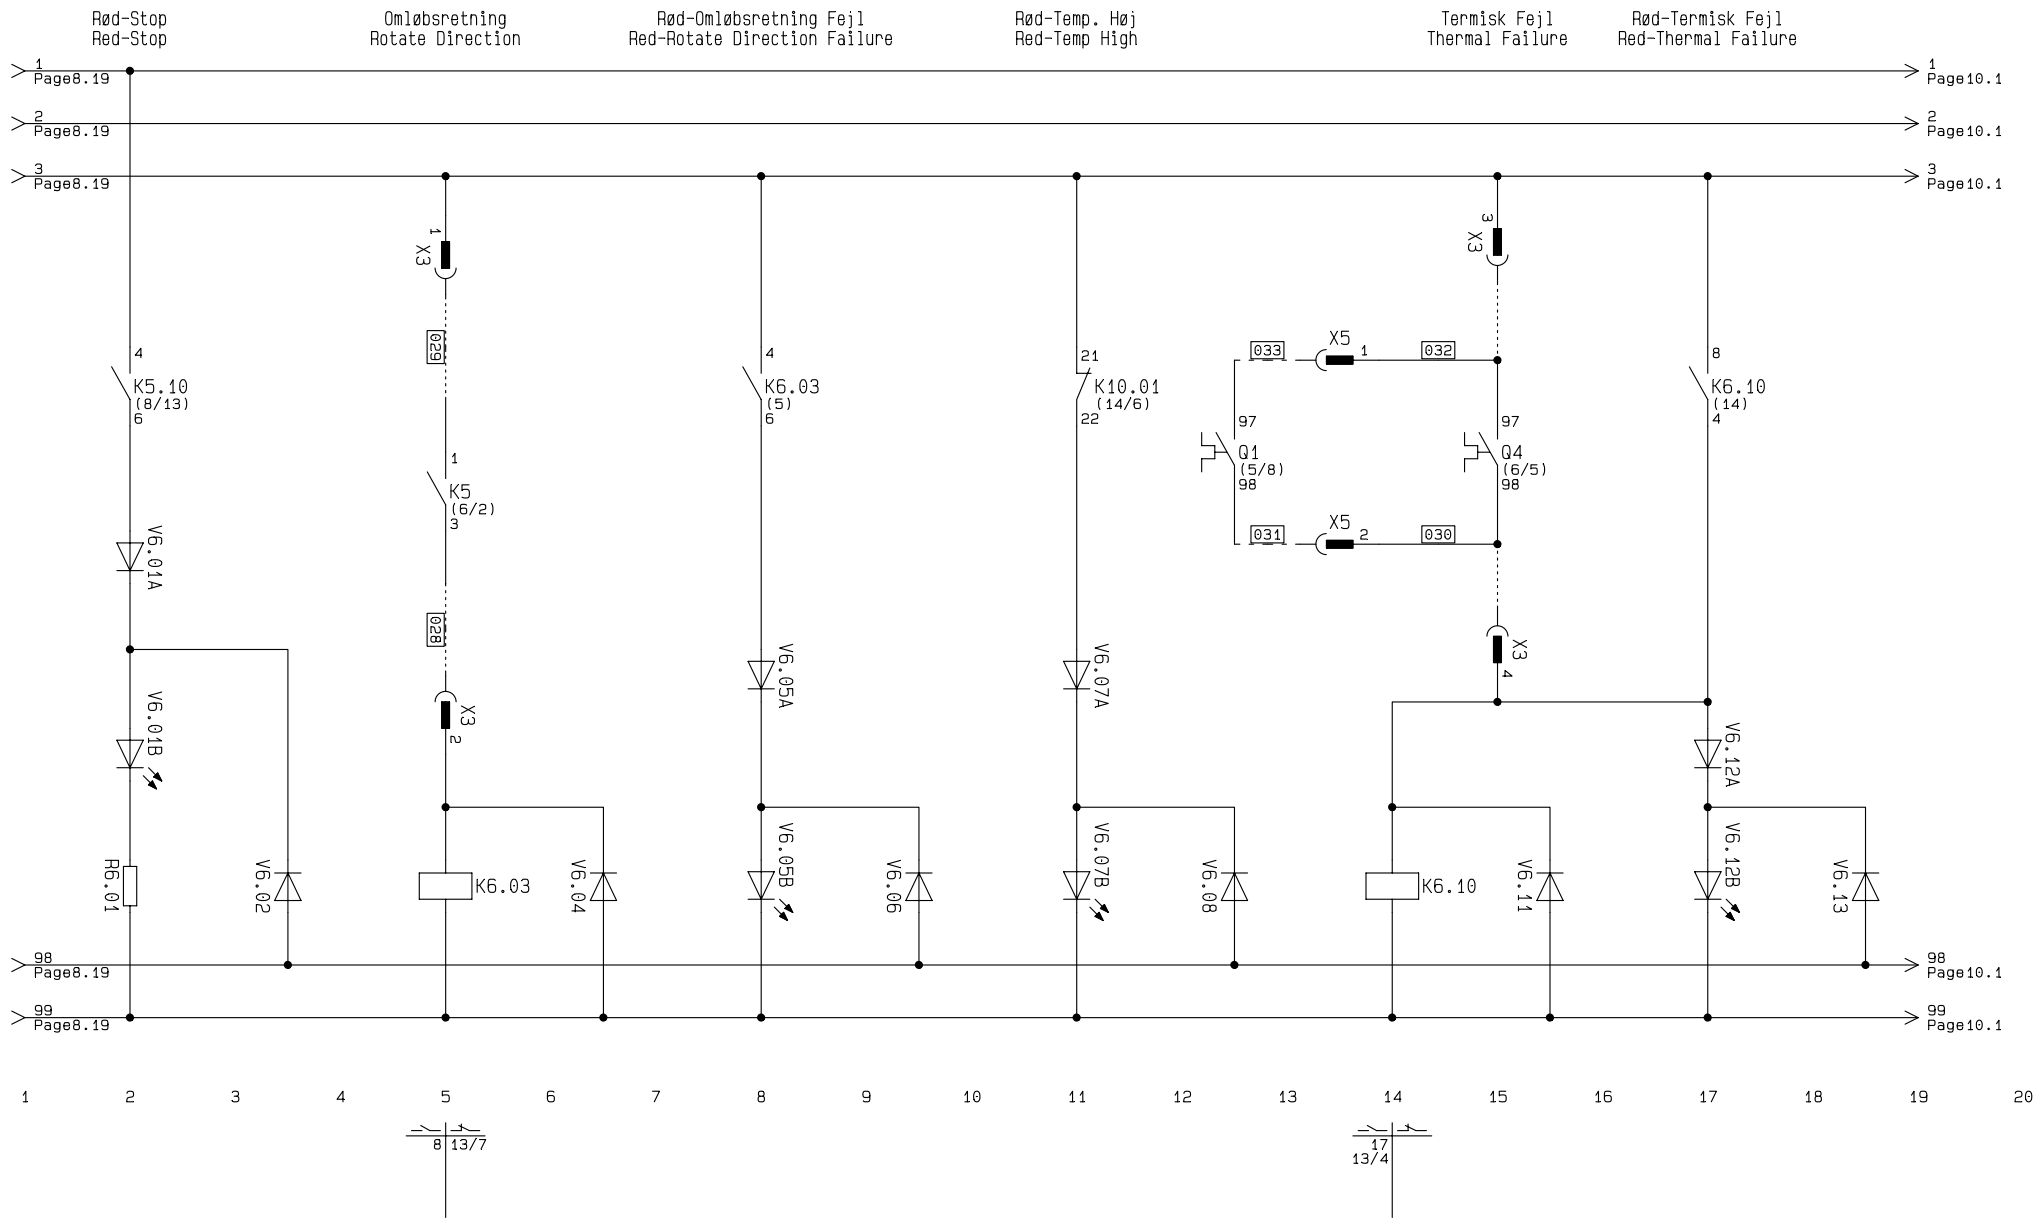 Rød-Stop
Red-Stop
Omløbsretning
Rotate Direction
Rød-Omløbsretning Fejl
Red-Rotate Direction Failure
Rød-Temp. Høj
Red-Temp High
Termisk Fejl
Thermal Failure
Rød-Termisk Fejl
Red-Thermal Failure
1
Page8.19
1
Page10.1
2
Page8.19
2
Page10.1
3
Page8.19
3
Page10.1
1
X3
3
X3
029
033
X5
1
032
4
K5.10
(8/13)
6
4
K6.03
(5)
6
21
K10.01
(14/6)
22
8
K6.10
(14)
4
97
Q1
(5/8)
98
97
Q4
(6/5)
98
1
K5
(6/2)
3
031
X5
2
030
V6.01A
028
V6.05A
V6.07A
X3
4
V6.01B
X3
2
V6.12A
V6.05B
V6.07B
V6.12B
R6.01
V6.02
K6.03
V6.04
V6.06
V6.08
K6.10
V6.11
V6.13
98
Page8.19
98
Page10.1
99
Page8.19
99
Page10.1
1 2 3 4 5 6 7 8 9 10 11 12 13 14 15 16 17 18 19 20
8 13/7
17
13/4